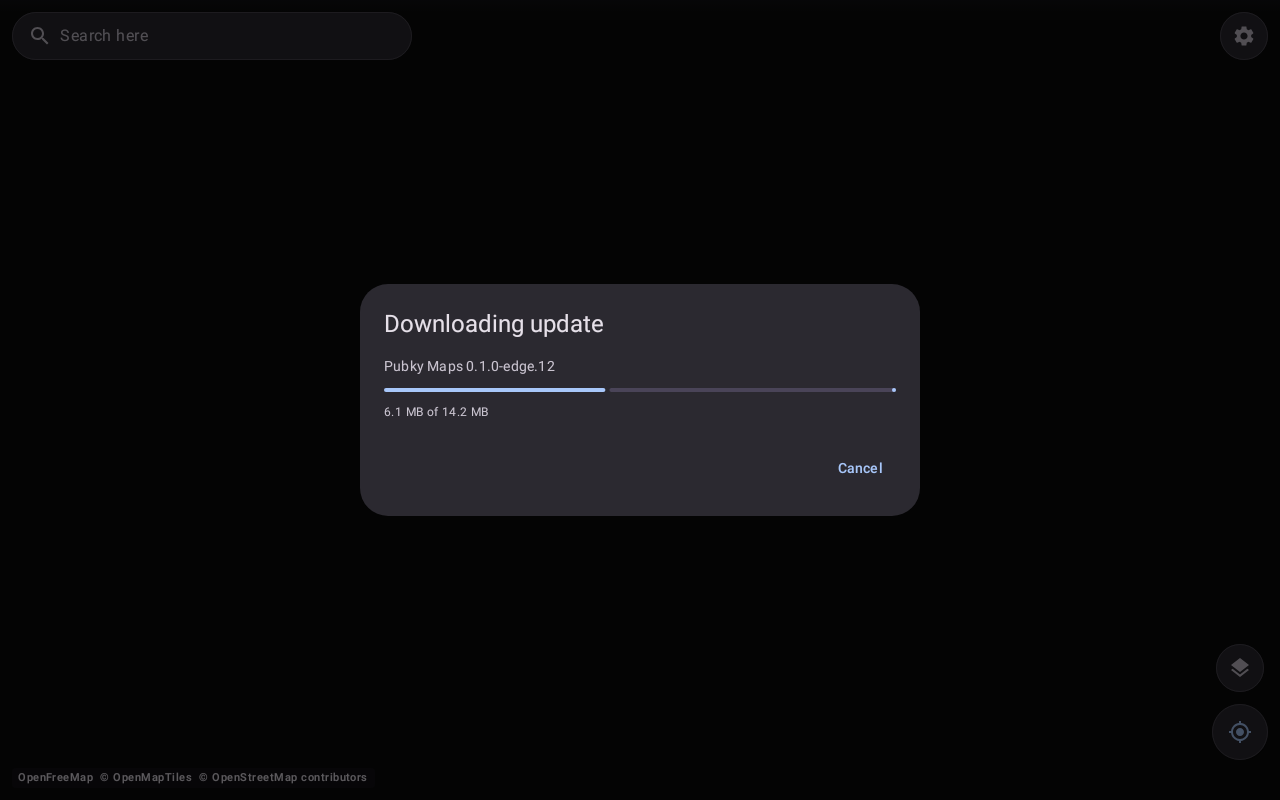 Search here
Downloading update
Pubky Maps 0.1.0-edge.12
6.1 MB of 14.2 MB
Cancel
OpenFreeMap © OpenMapTiles © OpenStreetMap contributors